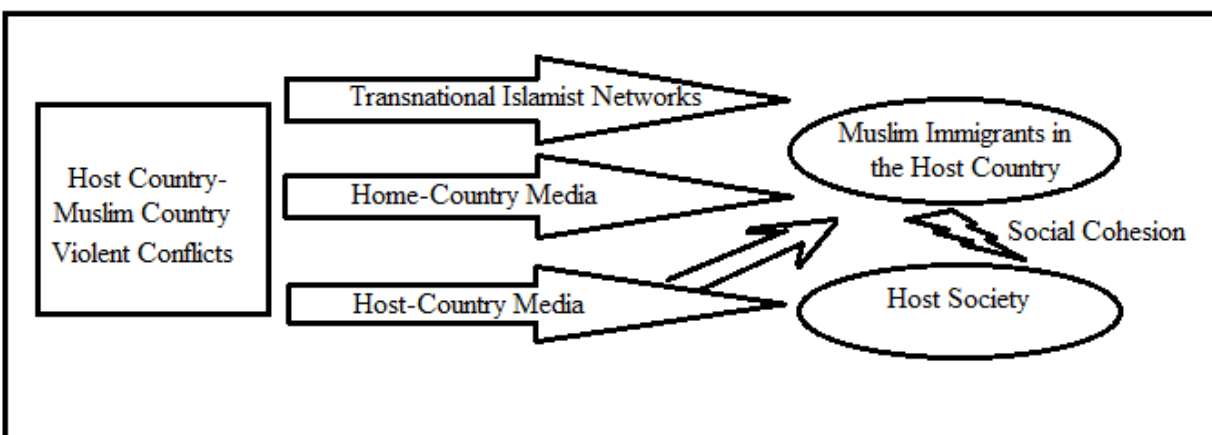 Host Country-
Muslim Country
Violent Conflicts
Transnational Islamist Networks
Home-Country Media
Host-Country Media
Muslim Immigrants in
the Host Country
Social Cohesion
Host Society